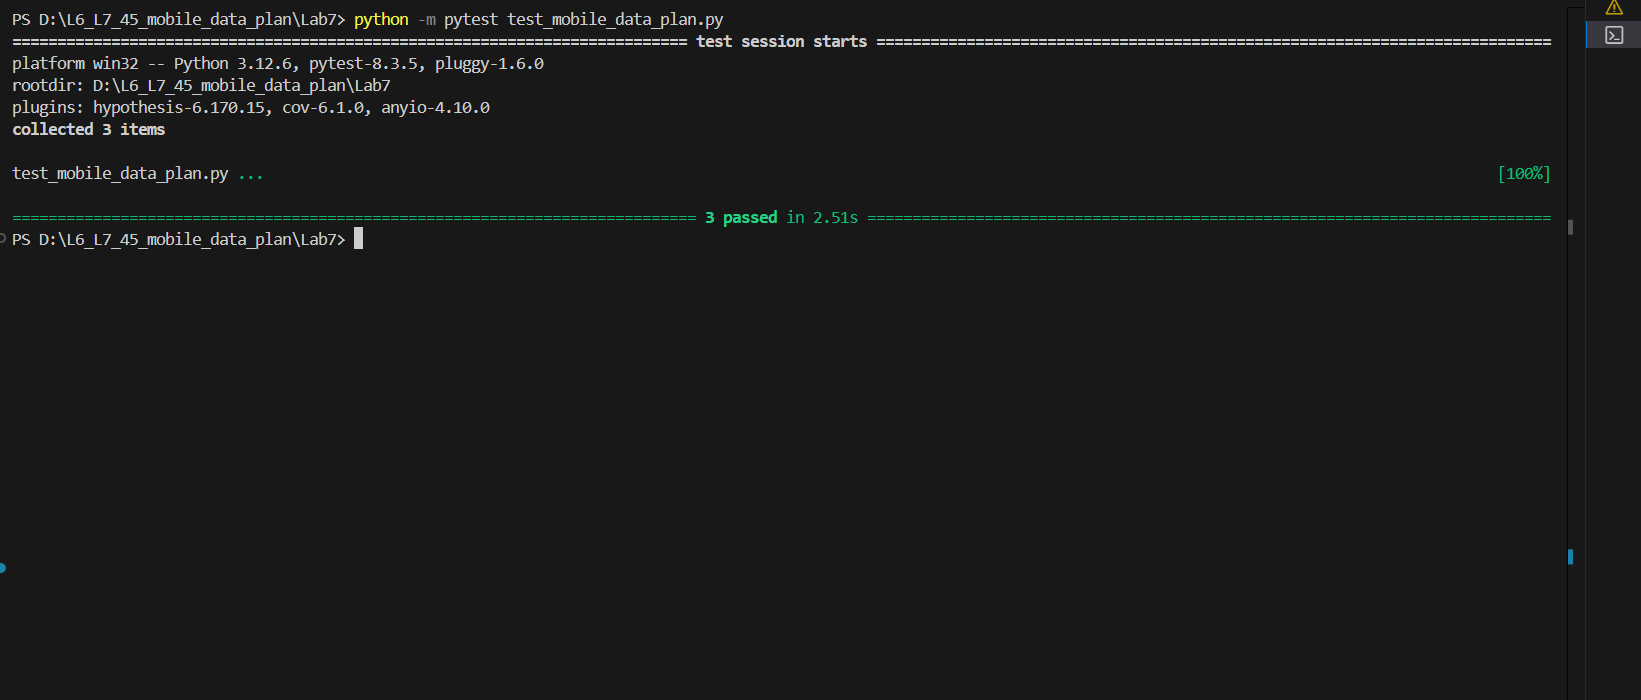 PS D:\L6_L7_45_mobile_data_plan\Lab7> python -m pytest test_mobile_data_plan.py
=========================================================================== test session starts ===========================================================================
platform win32 -- Python 3.12.6, pytest-8.3.5, pluggy-1.6.0
rootdir: D:\L6_L7_45_mobile_data_plan\Lab7
plugins: hypothesis-6.170.15, cov-6.1.0, anyio-4.10.0
collected 3 items
test_mobile_data_plan.py ... [100%]
============================================================================ 3 passed in 2.51s ============================================================================
PS D:\L6_L7_45_mobile_data_plan\Lab7>